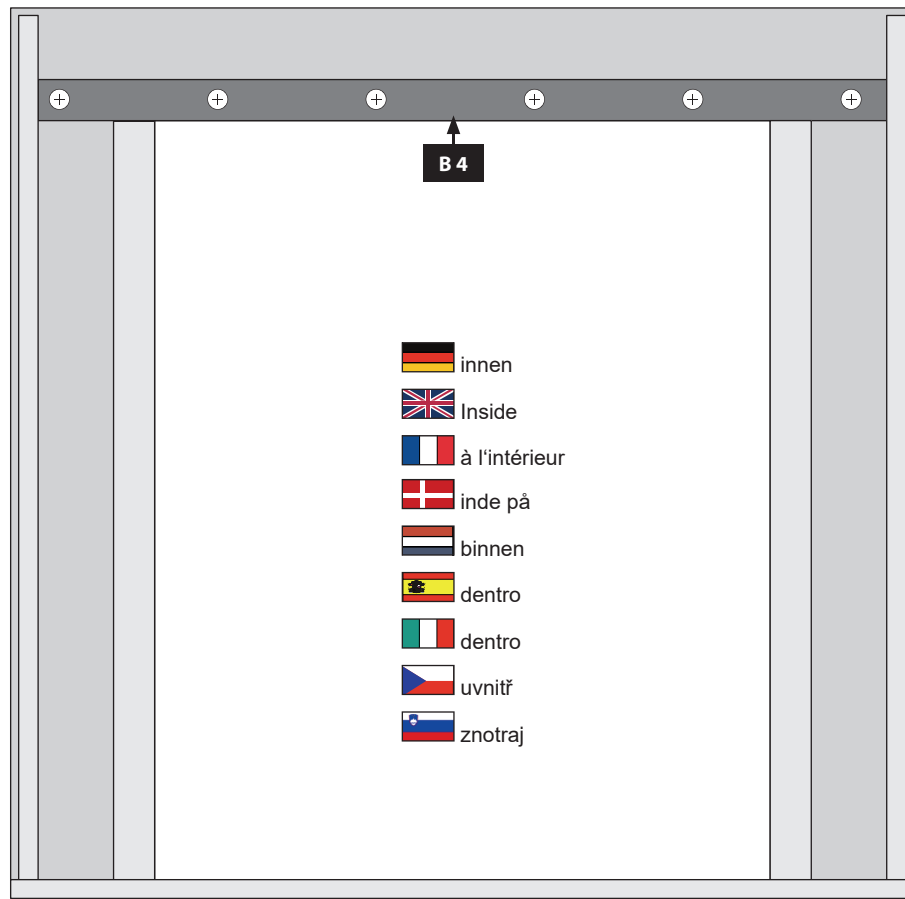 B 4
innen
Inside
à l‘intérieur
inde på
binnen
dentro
dentro
uvnitř
znotraj